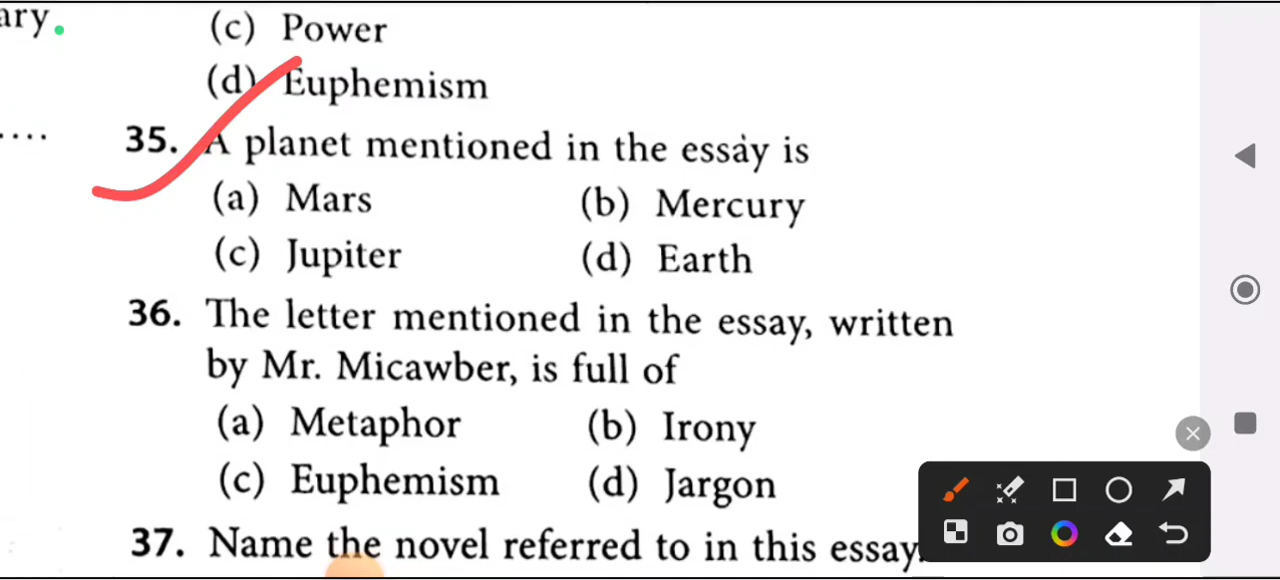 ary.
(c) Power
(d) Euphemism
....
35. A planet mentioned in the essay is
(a) Mars (b) Mercury
(c) Jupiter (d) Earth
36. The letter mentioned in the essay, written
by Mr. Micawber, is full of
(a) Metaphor (b) Irony
(c) Euphemism (d) Jargon
37. Name the novel referred to in this essay.